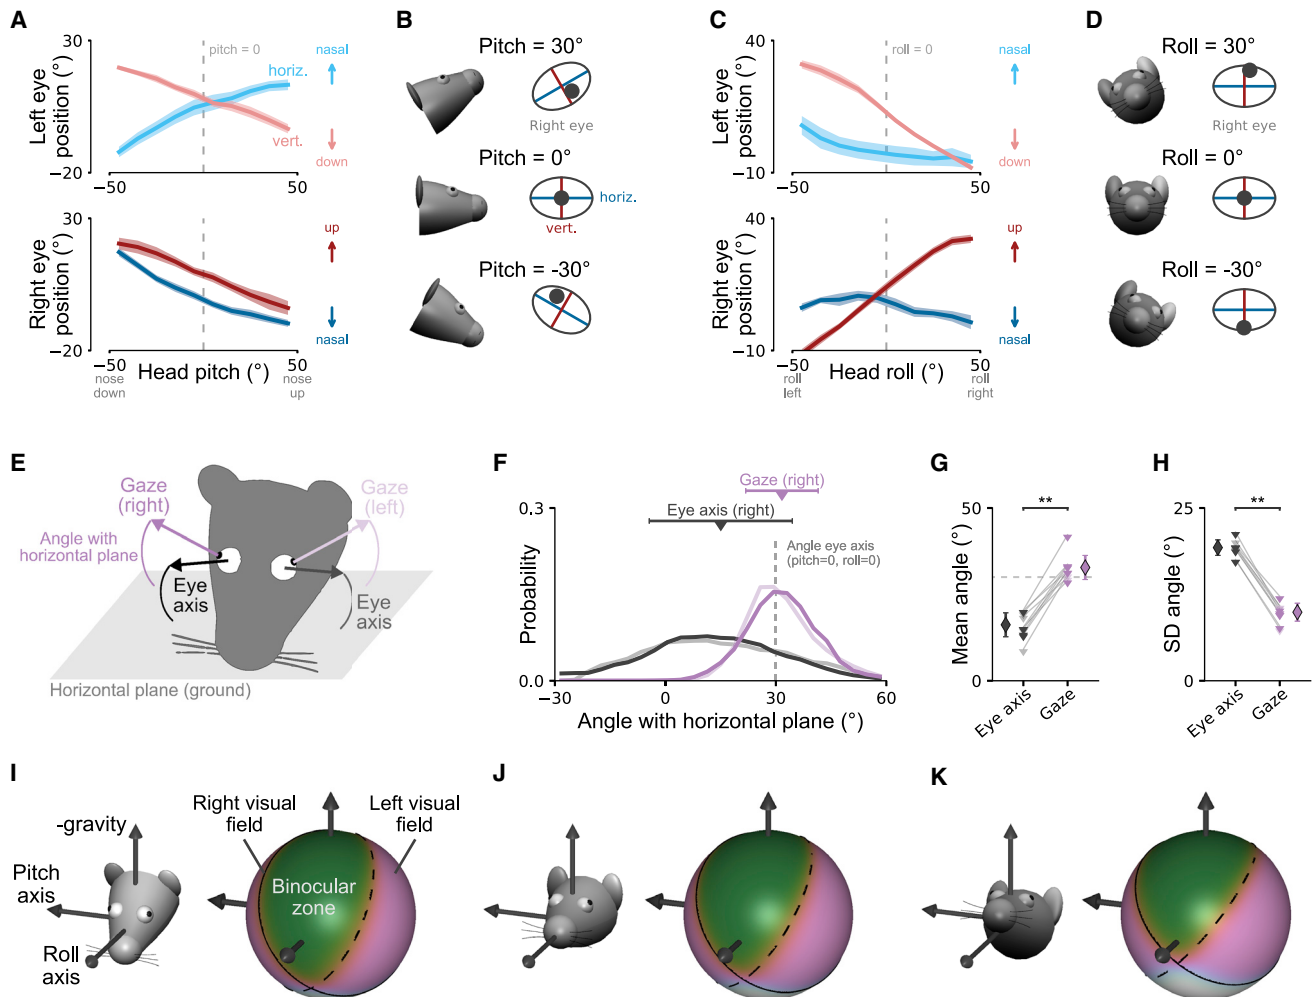 A
B
C
D
30
pitch = 0
nasal
horiz.
Left eye
position (°)
vert.
down
−20
−50
50
30
up
Right eye
position (°)
nasal
−20
−50
50
Head pitch (°)
nose
down
nose
up
Pitch = 30°
Right eye
Pitch = 0°
horiz.
vert.
Pitch = -30°
40
roll = 0
nasal
Left eye
position (°)
down
−10
−50
50
40
up
Right eye
position (°)
nasal
−10
−50
50
Head roll (°)
roll
left
roll
right
Roll = 30°
Right eye
Roll = 0°
Roll = -30°
E
F
G
H
Gaze
(right)
Gaze
(left)
Angle with
horizontal plane
Eye
axis
Eye
axis
Horizontal plane (ground)
Gaze (right)
Eye axis (right)
0.3
Angle eye axis
(pitch=0, roll=0)
Probability
0.0
−30
0
30
60
Angle with horizontal plane (°)
50
**
Mean angle (°)
0
Eye axis
Gaze
25
**
SD angle (°)
0
Eye axis
Gaze
I
J
K
-gravity
Right visual
field
Left visual
field
Pitch
axis
Binocular
zone
Roll
axis